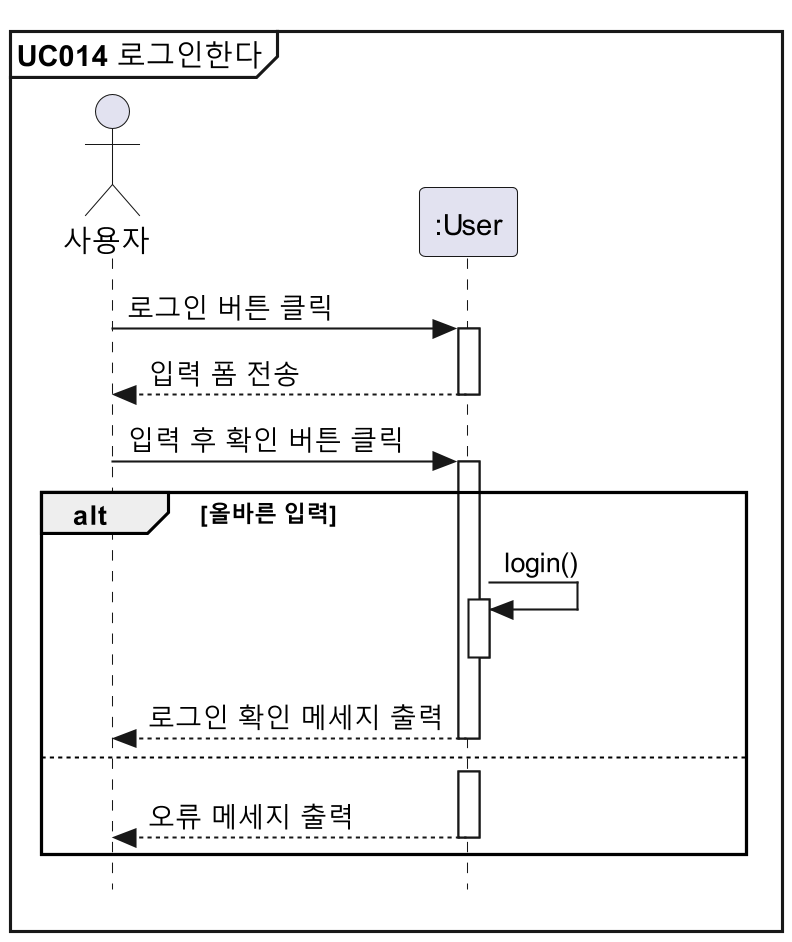 UC014 로그인한다
사용자
:User
로그인 버튼 클릭
입력 폼 전송
입력 후 확인 버튼 클릭
alt [올바른 입력]
login()
로그인 확인 메세지 출력
오류 메세지 출력